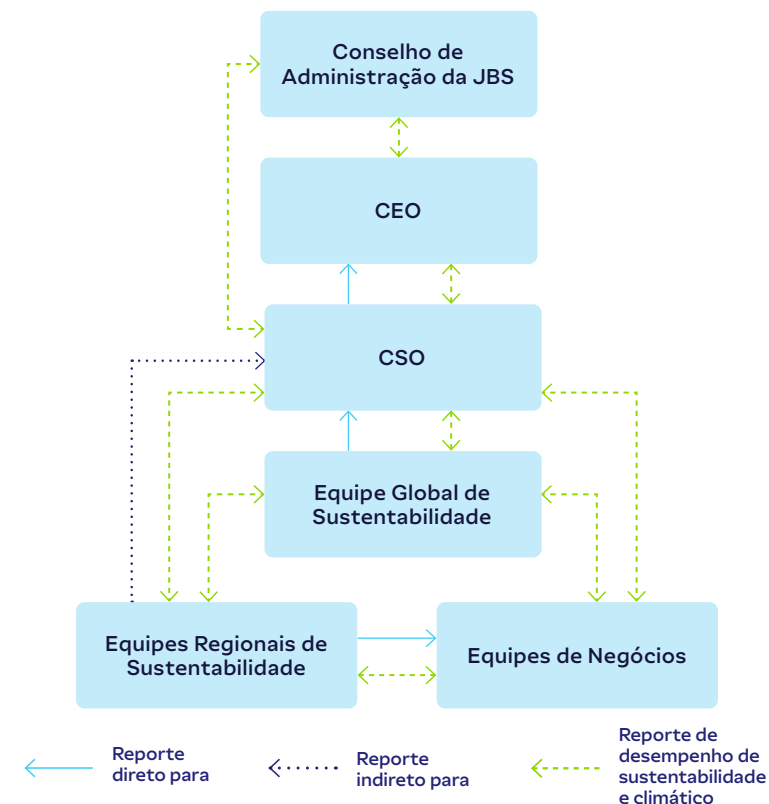 Conselho de
Administração da JBS
CEO
CSO
Equipe Global de
Sustentabilidade
Equipes Regionais de
Sustentabilidade
Equipes de Negócios
Reporte
direto para
Reporte
indireto para
Reporte de
desempenho de
sustentabilidade
e climático